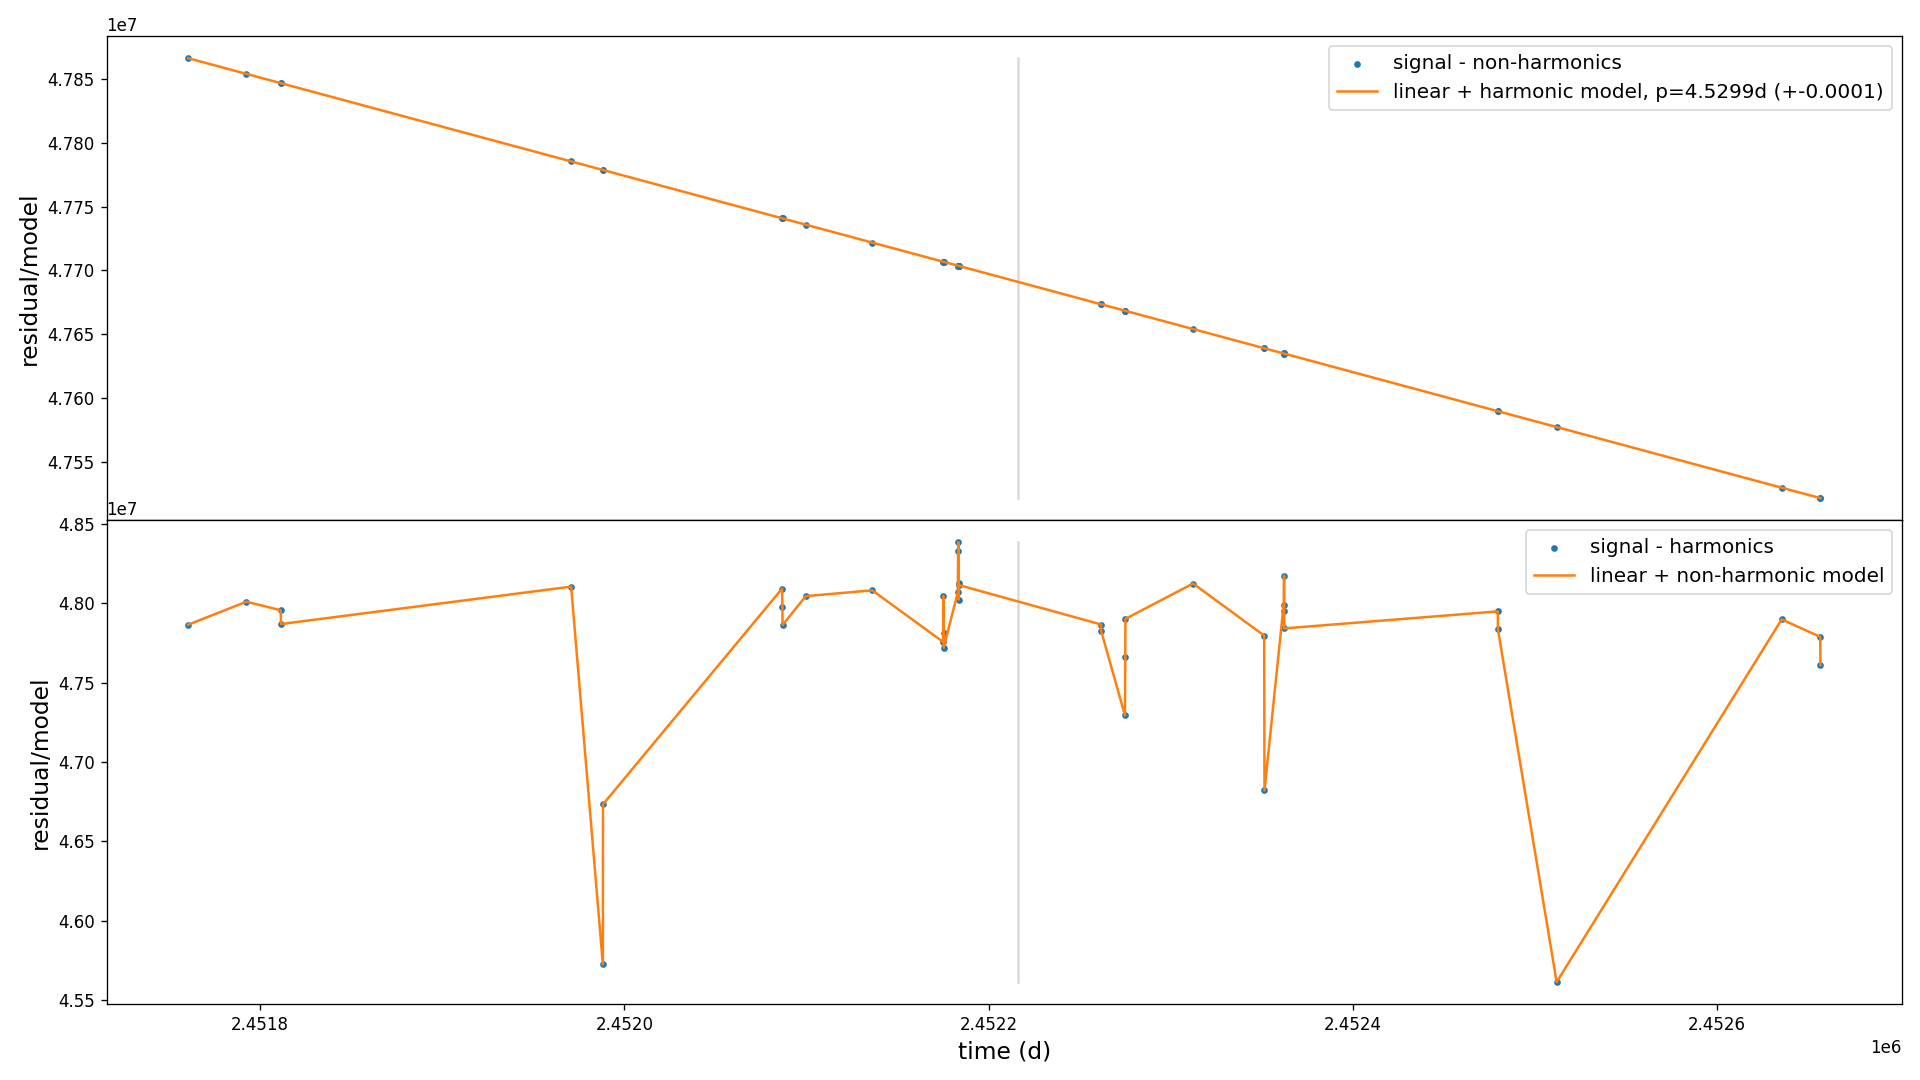 1e7
4.785
4.780
4.775
4.770
4.765
4.760
4.755
residual/model
signal - non-harmonics
linear + harmonic model, p=4.5299d (+-0.0001)
1e7
4.85
4.80
4.75
4.70
4.65
4.60
4.55
residual/model
signal - harmonics
linear + non-harmonic model
2.4518
2.4520
2.4522
2.4524
2.4526
1e6
time (d)